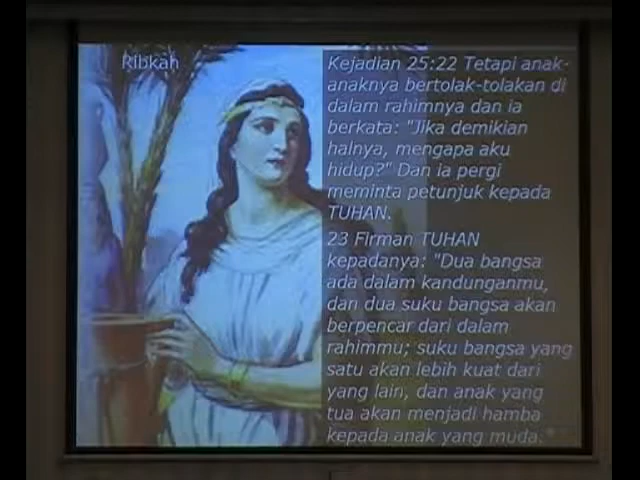 Ribkah
Kejadian 25:22 Tetapi anak-
anaknya bertolak-tolakan di
dalam rahimnya dan ia
berkata: "Jika demikian
halnya, mengapa aku
hidup?" Dan ia pergi
meminta petunjuk kepada
TUHAN.
23 Firman TUHAN
kepadanya: "Dua bangsa
ada dalam kandunganmu,
dan dua suku bangsa akan
berpencar dari dalam
rahimmu; suku bangsa yang
satu akan lebih kuat dari
yang lain, dan anak yang
tua akan menjadi hamba
kepada anak yang muda.